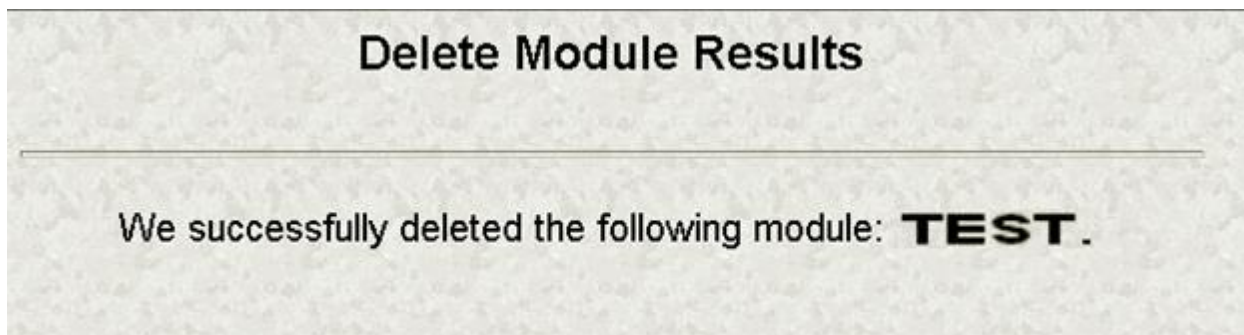 Delete Module Results
We successfully deleted the following module: TEST.